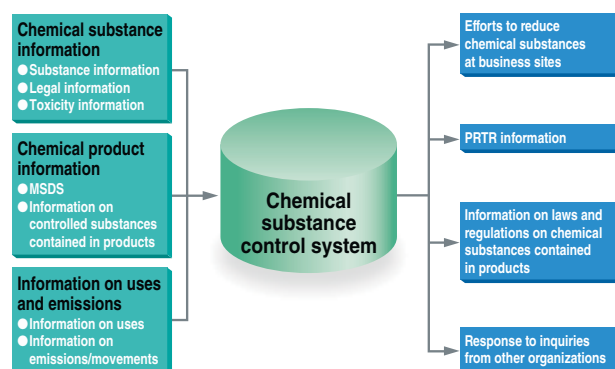 Chemical substance
information
●Substance information
●Legal information
●Toxicity information
Chemical product
information
●MSDS
●Information on
controlled substances
contained in products
Information on uses
and emissions
●Information on uses
●Information on
emissions/movements
Chemical
substance
control system
Efforts to reduce
chemical substances
at business sites
PRTR information
Information on laws and
regulations on chemical
substances contained
in products
Response to inquiries
from other organizations